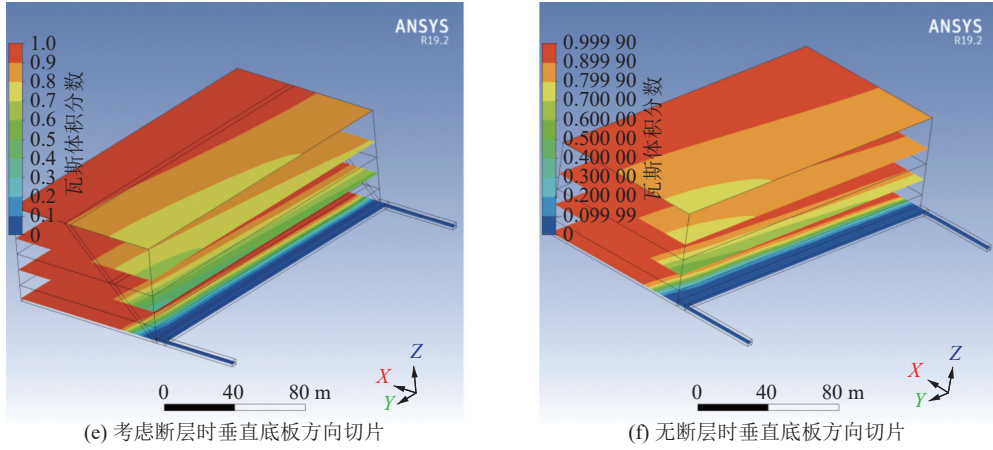 ANSYS
R19.2
1.0
0.9
0.8
0.7
0.6
0.5
0.4
0.3
0.2
0.1
0
瓦斯体积分数
Z
X
Y
0 40 80 m
(e) 考虑断层时垂直底板方向切片
ANSYS
R19.2
0.999 90
0.899 90
0.799 90
0.700 00
0.600 00
0.500 00
0.400 00
0.300 00
0.200 00
0.099 99
0
瓦斯体积分数
Z
X
Y
0 40 80 m
(f) 无断层时垂直底板方向切片